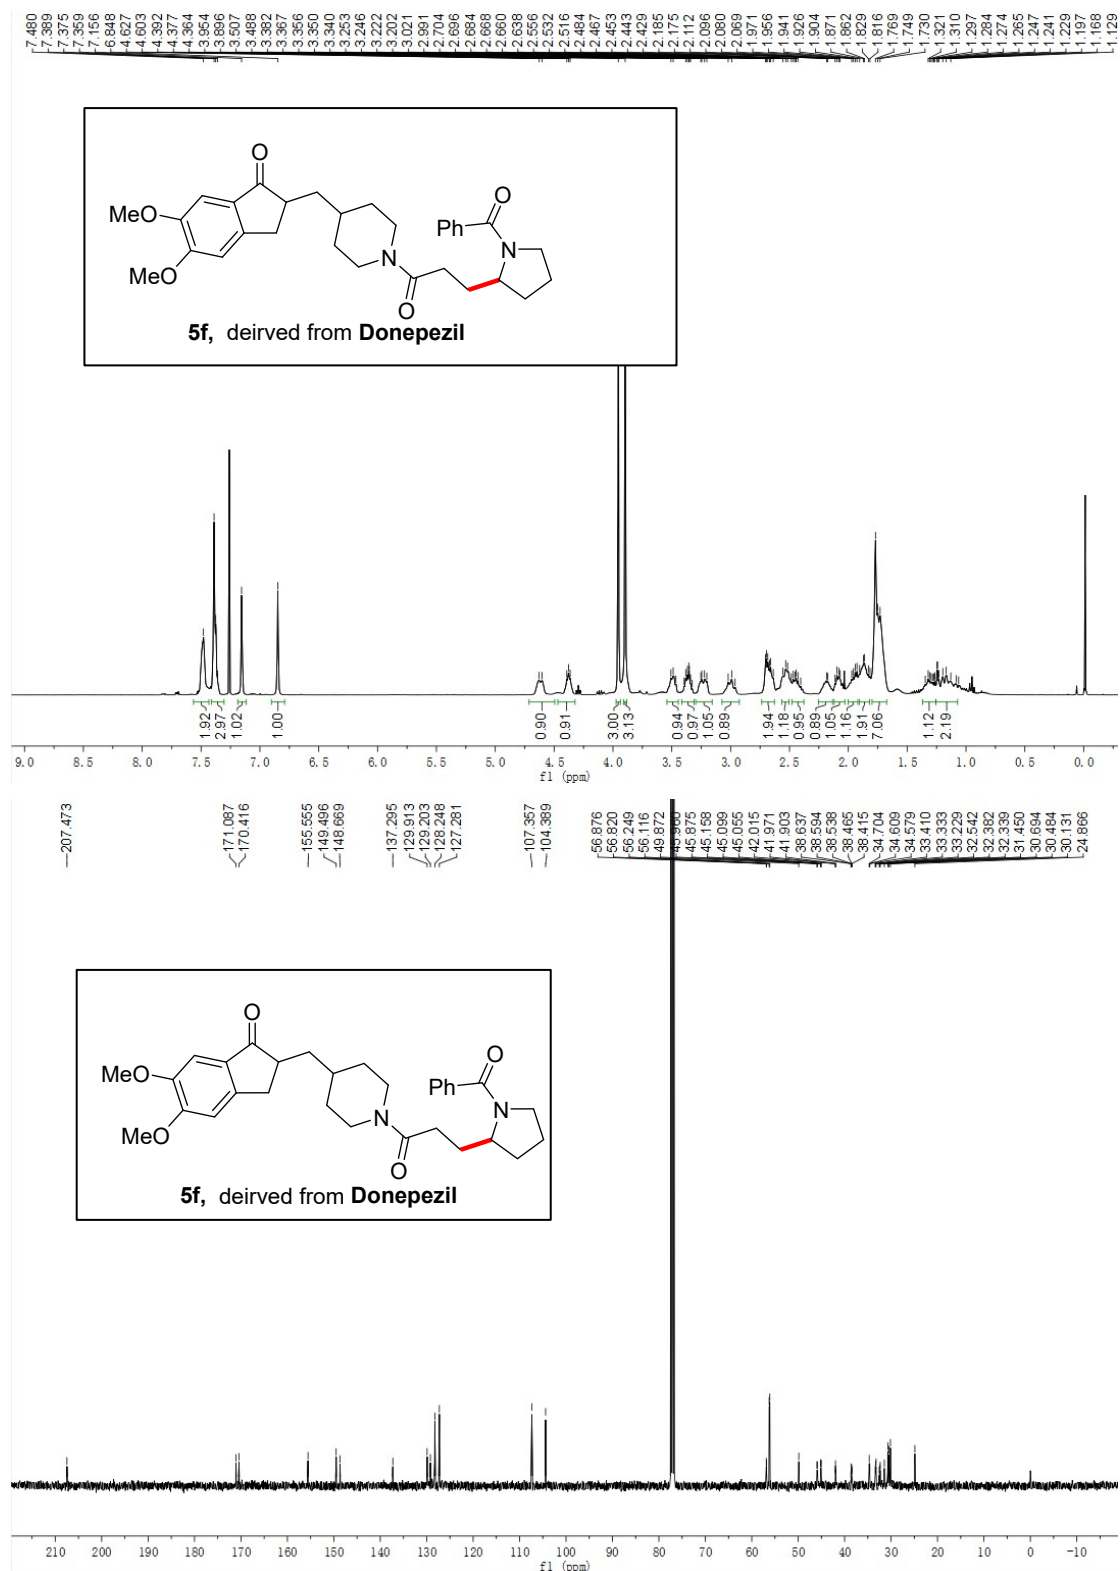 7.480 7.389 7.375 7.359 7.156 6.848 4.627 4.603 4.392 4.377 4.364 3.954 3.896 3.507 3.488 3.382 3.367 3.356 3.350 3.340 3.253 3.246 3.222 3.202 3.021 2.991 2.704 2.696 2.684 2.668 2.660 2.638 2.556 2.532 2.516 2.484 2.467 2.453 2.443 2.429 2.185 2.175 2.112 2.096 2.080 2.069 1.971 1.956 1.941 1.926 1.904 1.871 1.862 1.829 1.816 1.769 1.749 1.730 1.321 1.310 1.297 1.284 1.274 1.265 1.247 1.241 1.229 1.197 1.168 1.129
O
O
MeO
Ph
N
N
MeO
O
5f, deirved from Donepezil
1.92 2.97 1.02 1.00 0.90 0.91 3.00 3.13 0.94 0.97 1.05 0.89 1.94 1.18 0.95 0.89 1.05 1.16 1.91 7.06 1.12 2.19
9.0 8.5 8.0 7.5 7.0 6.5 6.0 5.5 5.0 4.5 4.0 3.5 3.0 2.5 2.0 1.5 1.0 0.5 0.0
f1 (ppm)
207.473 171.087 170.416 155.555 149.496 148.669 137.295 129.913 129.203 128.248 127.281 107.357 104.389 56.876 56.820 56.249 56.116 49.872 45.960 45.875 45.158 45.099 45.055 42.015 41.971 41.903 38.637 38.594 38.538 38.465 38.415 34.704 34.609 34.579 33.410 33.333 33.229 32.542 32.382 32.339 31.450 30.694 30.484 30.131 24.866
O
O
MeO
Ph
N
N
MeO
O
5f, deirved from Donepezil
210 200 190 180 170 160 150 140 130 120 110 100 90 80 70 60 50 40 30 20 10 0 -10
f1 (ppm)